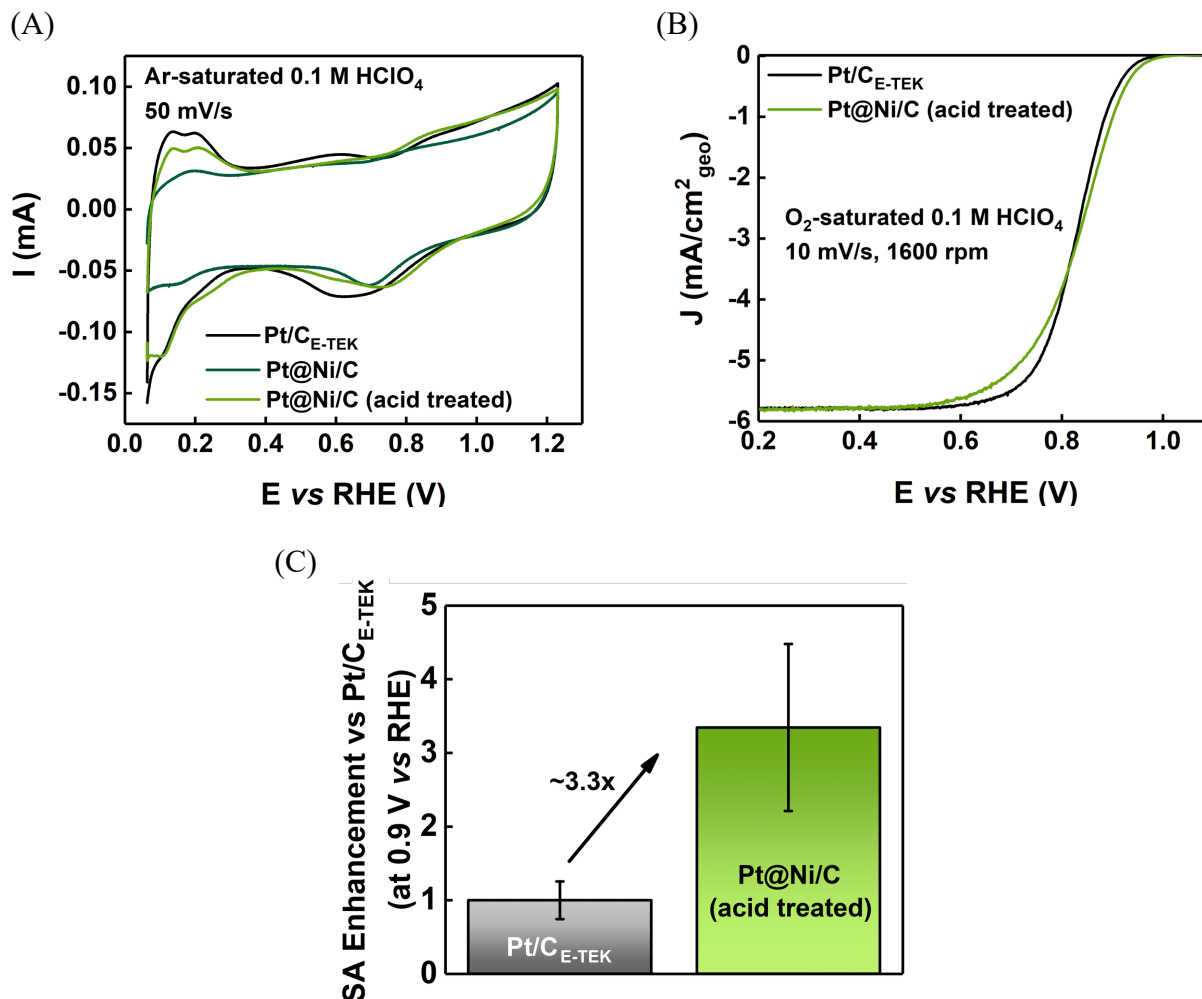 (A)
Ar-saturated 0.1 M HClO4
50 mV/s
I (mA)
0.10
0.05
0.00
-0.05
-0.10
-0.15
Pt/C E-TEK
Pt@Ni/C
Pt@Ni/C (acid treated)
0.0 0.2 0.4 0.6 0.8 1.0 1.2
E vs RHE (V)
(B)
Pt/C E-TEK
Pt@Ni/C (acid treated)
O2-saturated 0.1 M HClO4
10 mV/s, 1600 rpm
J (mA/cm2 geo)
0
-1
-2
-3
-4
-5
-6
0.2 0.4 0.6 0.8 1.0
E vs RHE (V)
(C)
SA Enhancement vs Pt/C E-TEK
(at 0.9 V vs RHE)
5
4
3
2
1
0
~3.3x
Pt/C E-TEK
Pt@Ni/C
(acid treated)